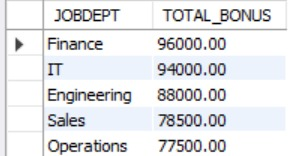 JOBDEPT TOTAL_BONUS
Finance 96000.00
IT 94000.00
Engineering 88000.00
Sales 78500.00
Operations 77500.00